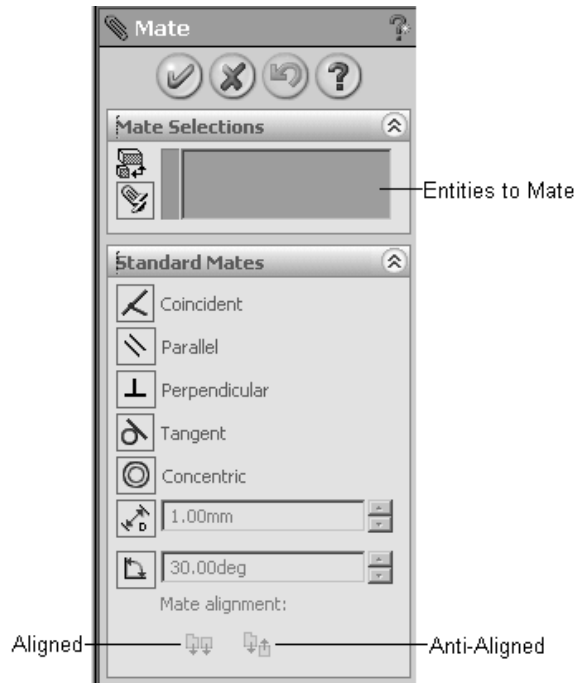 Mate
Mate Selections
Entities to Mate
Standard Mates
Coincident
Parallel
Perpendicular
Tangent
Concentric
1.00mm
30.00deg
Mate alignment:
Aligned
Anti-Aligned